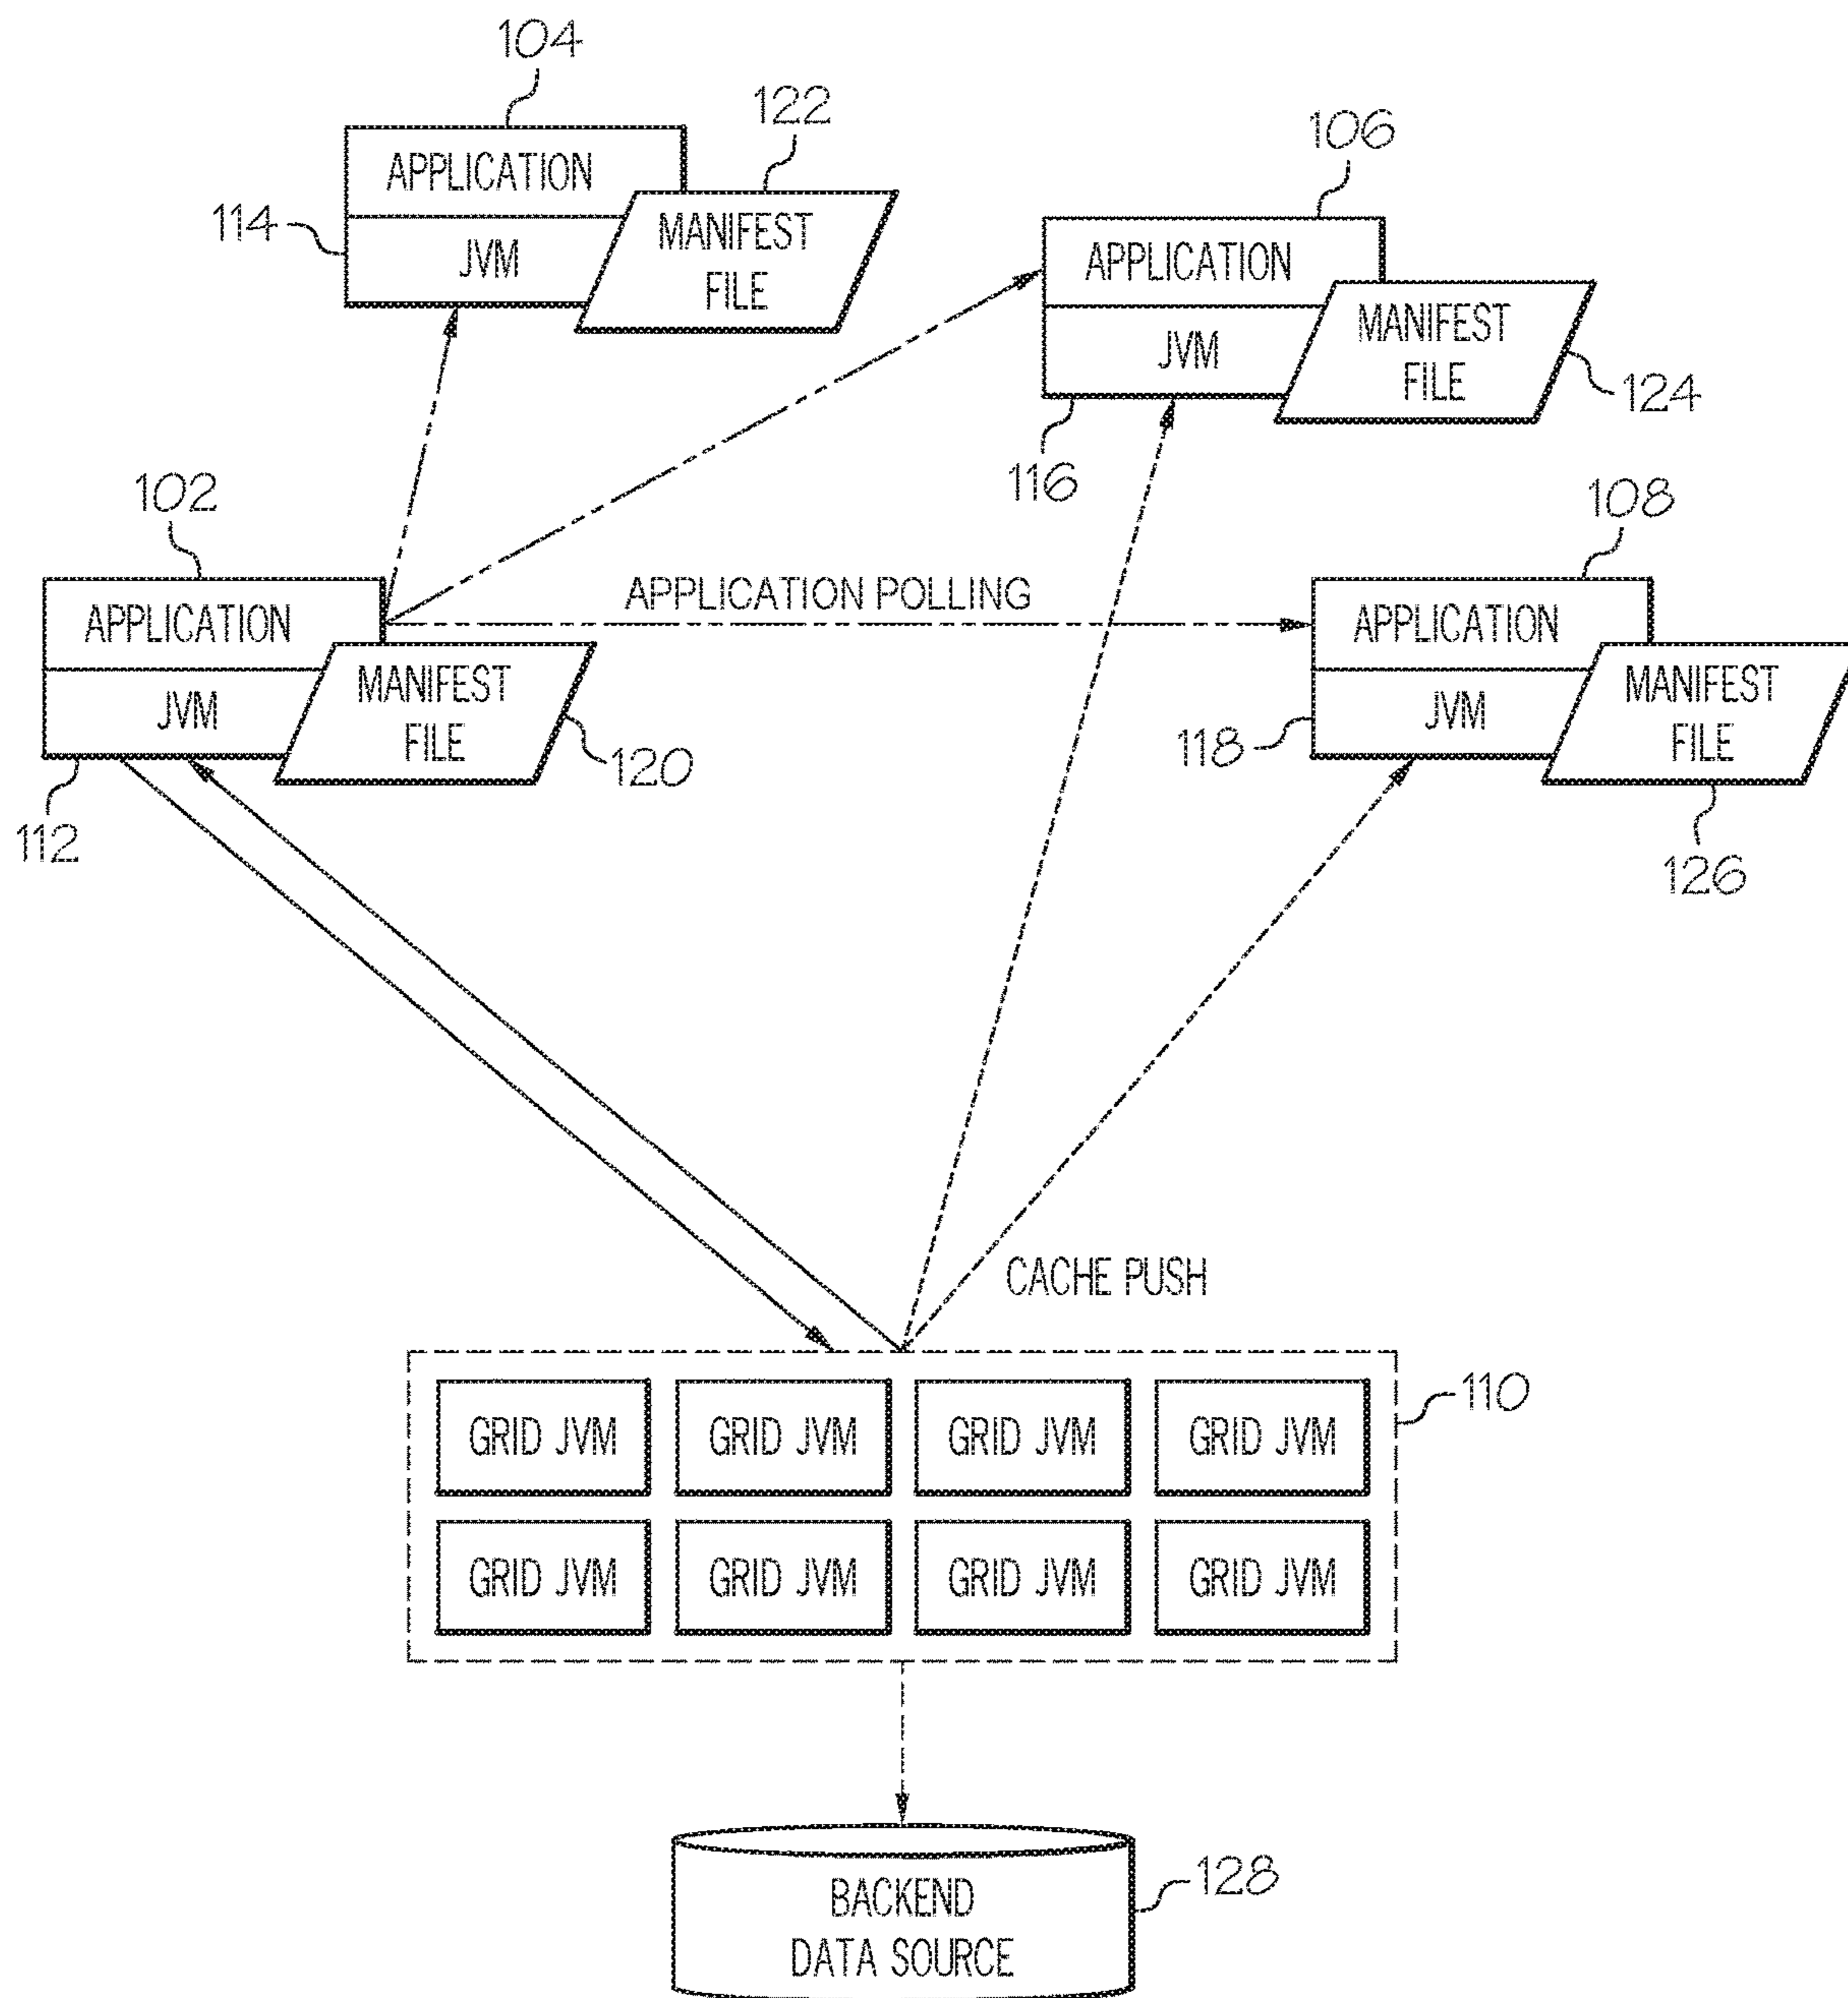 104
122
APPLICATION
114
JVM
MANIFEST
FILE
106
APPLICATION
JVM
MANIFEST
FILE
124
116
102
APPLICATION
JVM
MANIFEST
FILE
120
112
APPLICATION POLLING
108
APPLICATION
118
JVM
MANIFEST
FILE
126
CACHE PUSH
110
GRID JVM GRID JVM GRID JVM GRID JVM
GRID JVM GRID JVM GRID JVM GRID JVM
BACKEND
DATA SOURCE
128